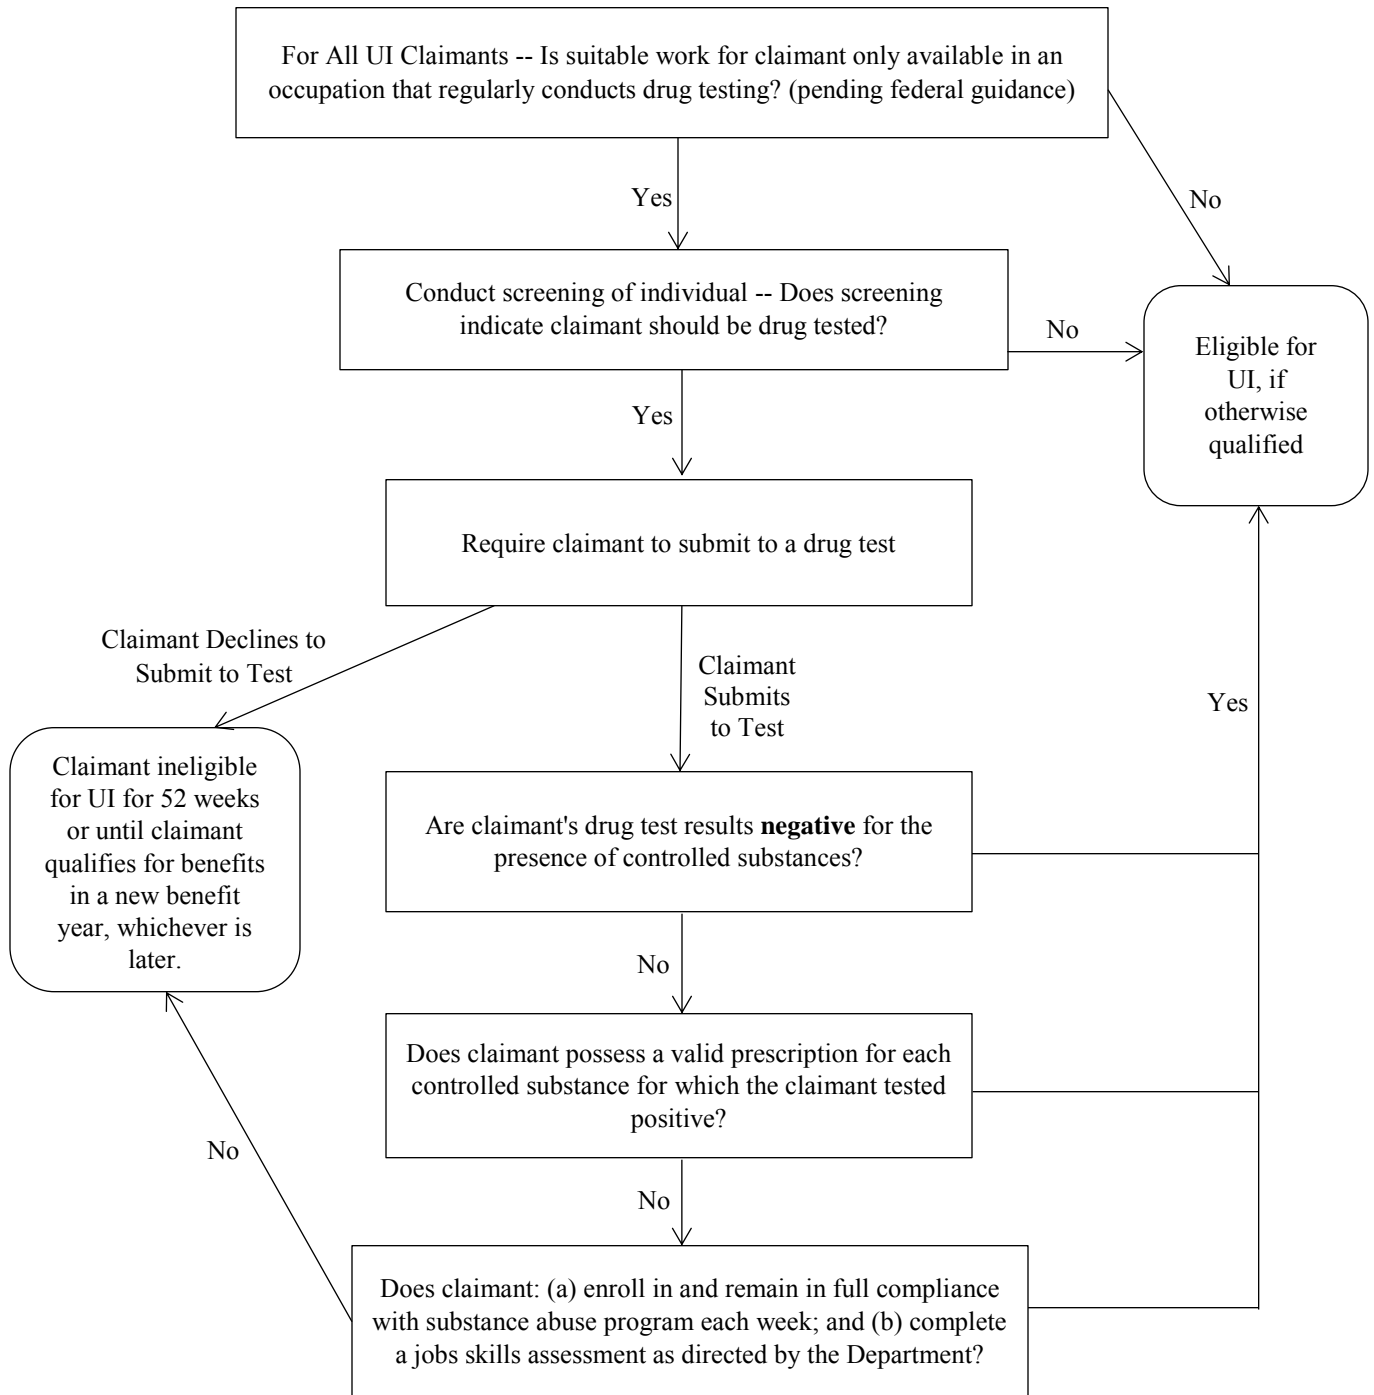 For All UI Claimants -- Is suitable work for claimant only available in an
occupation that regularly conducts drug testing? (pending federal guidance)
Yes
No
Conduct screening of individual -- Does screening
indicate claimant should be drug tested?
No
Eligible for
UI, if
otherwise
qualified
Yes
Require claimant to submit to a drug test
Claimant Declines to
Submit to Test
Claimant
Submits
to Test
Yes
Claimant ineligible
for UI for 52 weeks
or until claimant
qualifies for benefits
in a new benefit
year, whichever is
later.
Are claimant's drug test results negative for the
presence of controlled substances?
No
Does claimant possess a valid prescription for each
controlled substance for which the claimant tested
positive?
No
No
Does claimant: (a) enroll in and remain in full compliance
with substance abuse program each week; and (b) complete
a jobs skills assessment as directed by the Department?